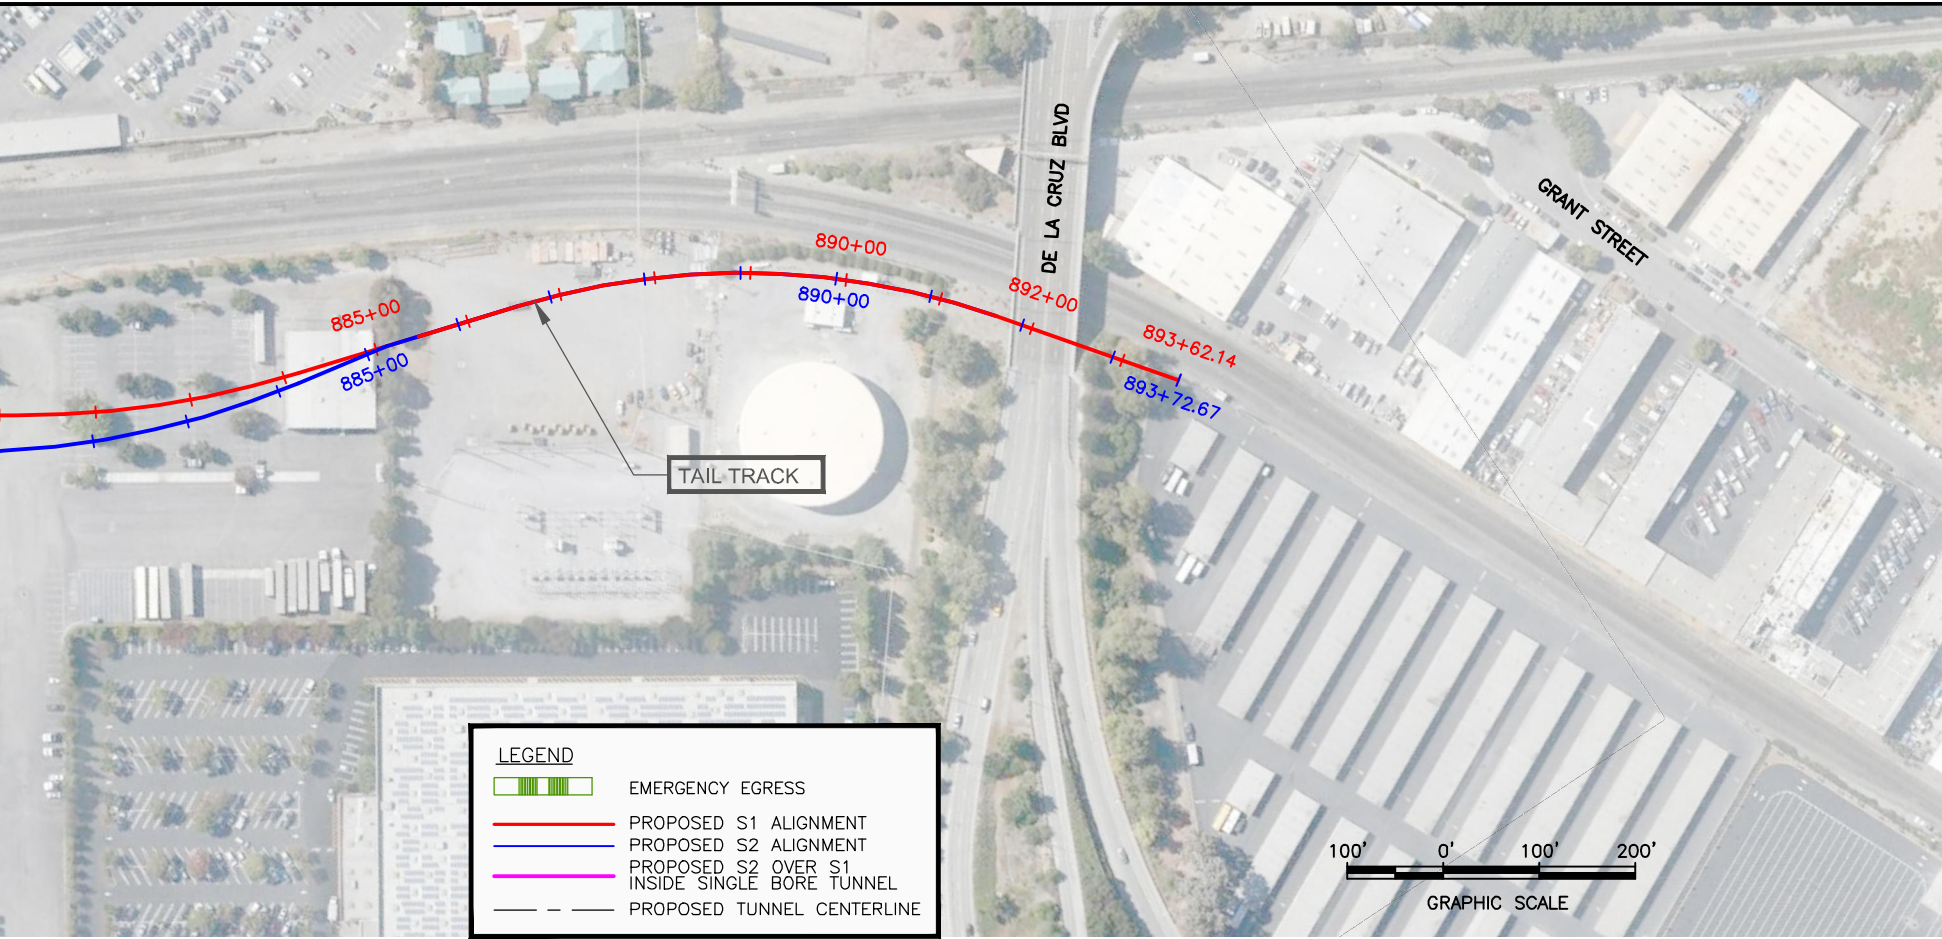 DE LA CRUZ BLVD
GRANT STREET
890+00
885+00
892+00
890+00
893+62.14
885+00
893+72.67
TAIL TRACK
LEGEND
EMERGENCY EGRESS
PROPOSED S1 ALIGNMENT
PROPOSED S2 ALIGNMENT
PROPOSED S2 OVER S1
INSIDE SINGLE BORE TUNNEL
PROPOSED TUNNEL CENTERLINE
100' 0' 100' 200'
GRAPHIC SCALE